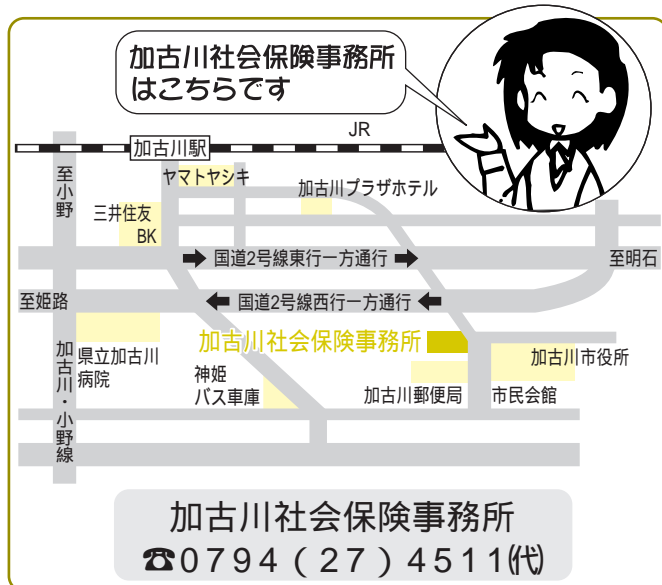 加古川社会保険事務所
はこちらです
JR
加古川駅
至小野
ヤマトヤシキ
加古川プラザホテル
三井住友
BK
国道2号線東行一方通行
至明石
至姫路
国道2号線西行一方通行
加古川社会保険事務所
加古川・小野線
県立加古川
病院
神姫
バス車庫
加古川郵便局
加古川市役所
市民会館
加古川社会保険事務所
☎0794(27)4511㈹